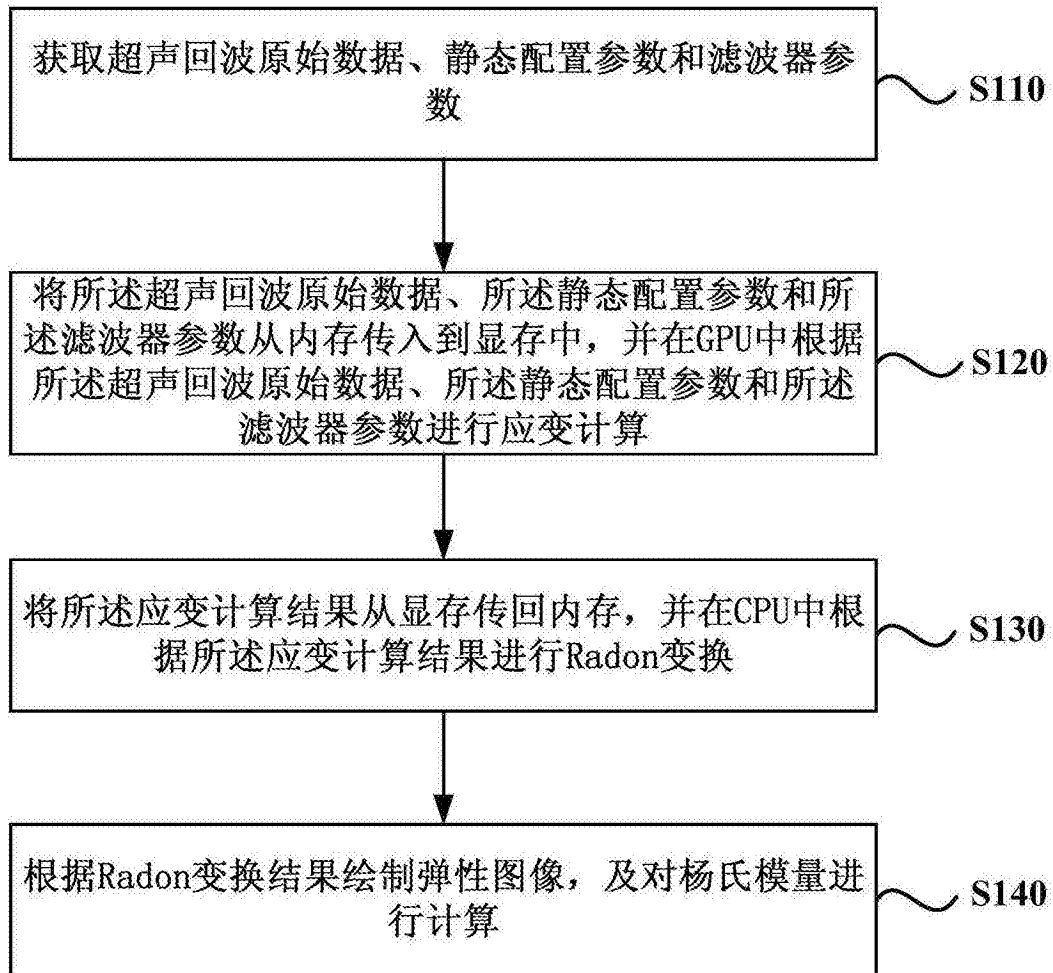 获取超声回波原始数据、静态配置参数和滤波器参
数
S110
将所述超声回波原始数据、所述静态配置参数和所
述滤波器参数从内存传入到显存中，并在GPU中根据
所述超声回波原始数据、所述静态配置参数和所述
滤波器参数进行应变计算
S120
将所述应变计算结果从显存传回内存，并在CPU中根
据所述应变计算结果进行Radon变换
S130
根据Radon变换结果绘制弹性图像，及对杨氏模量进
行计算
S140